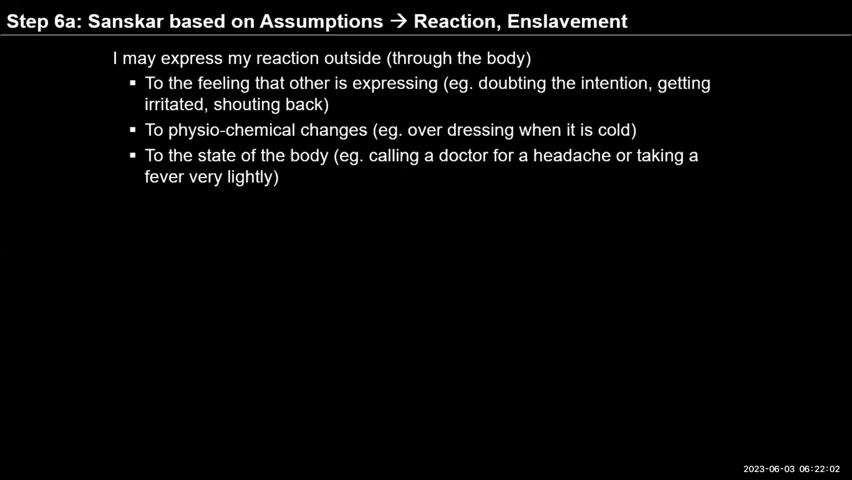 Step 6a: Sanskar based on Assumptions → Reaction, Enslavement
I may express my reaction outside (through the body)
▪ To the feeling that other is expressing (eg. doubting the intention, getting
irritated, shouting back)
▪ To physio-chemical changes (eg. over dressing when it is cold)
▪ To the state of the body (eg. calling a doctor for a headache or taking a
fever very lightly)
2023-06-03 06:22:02